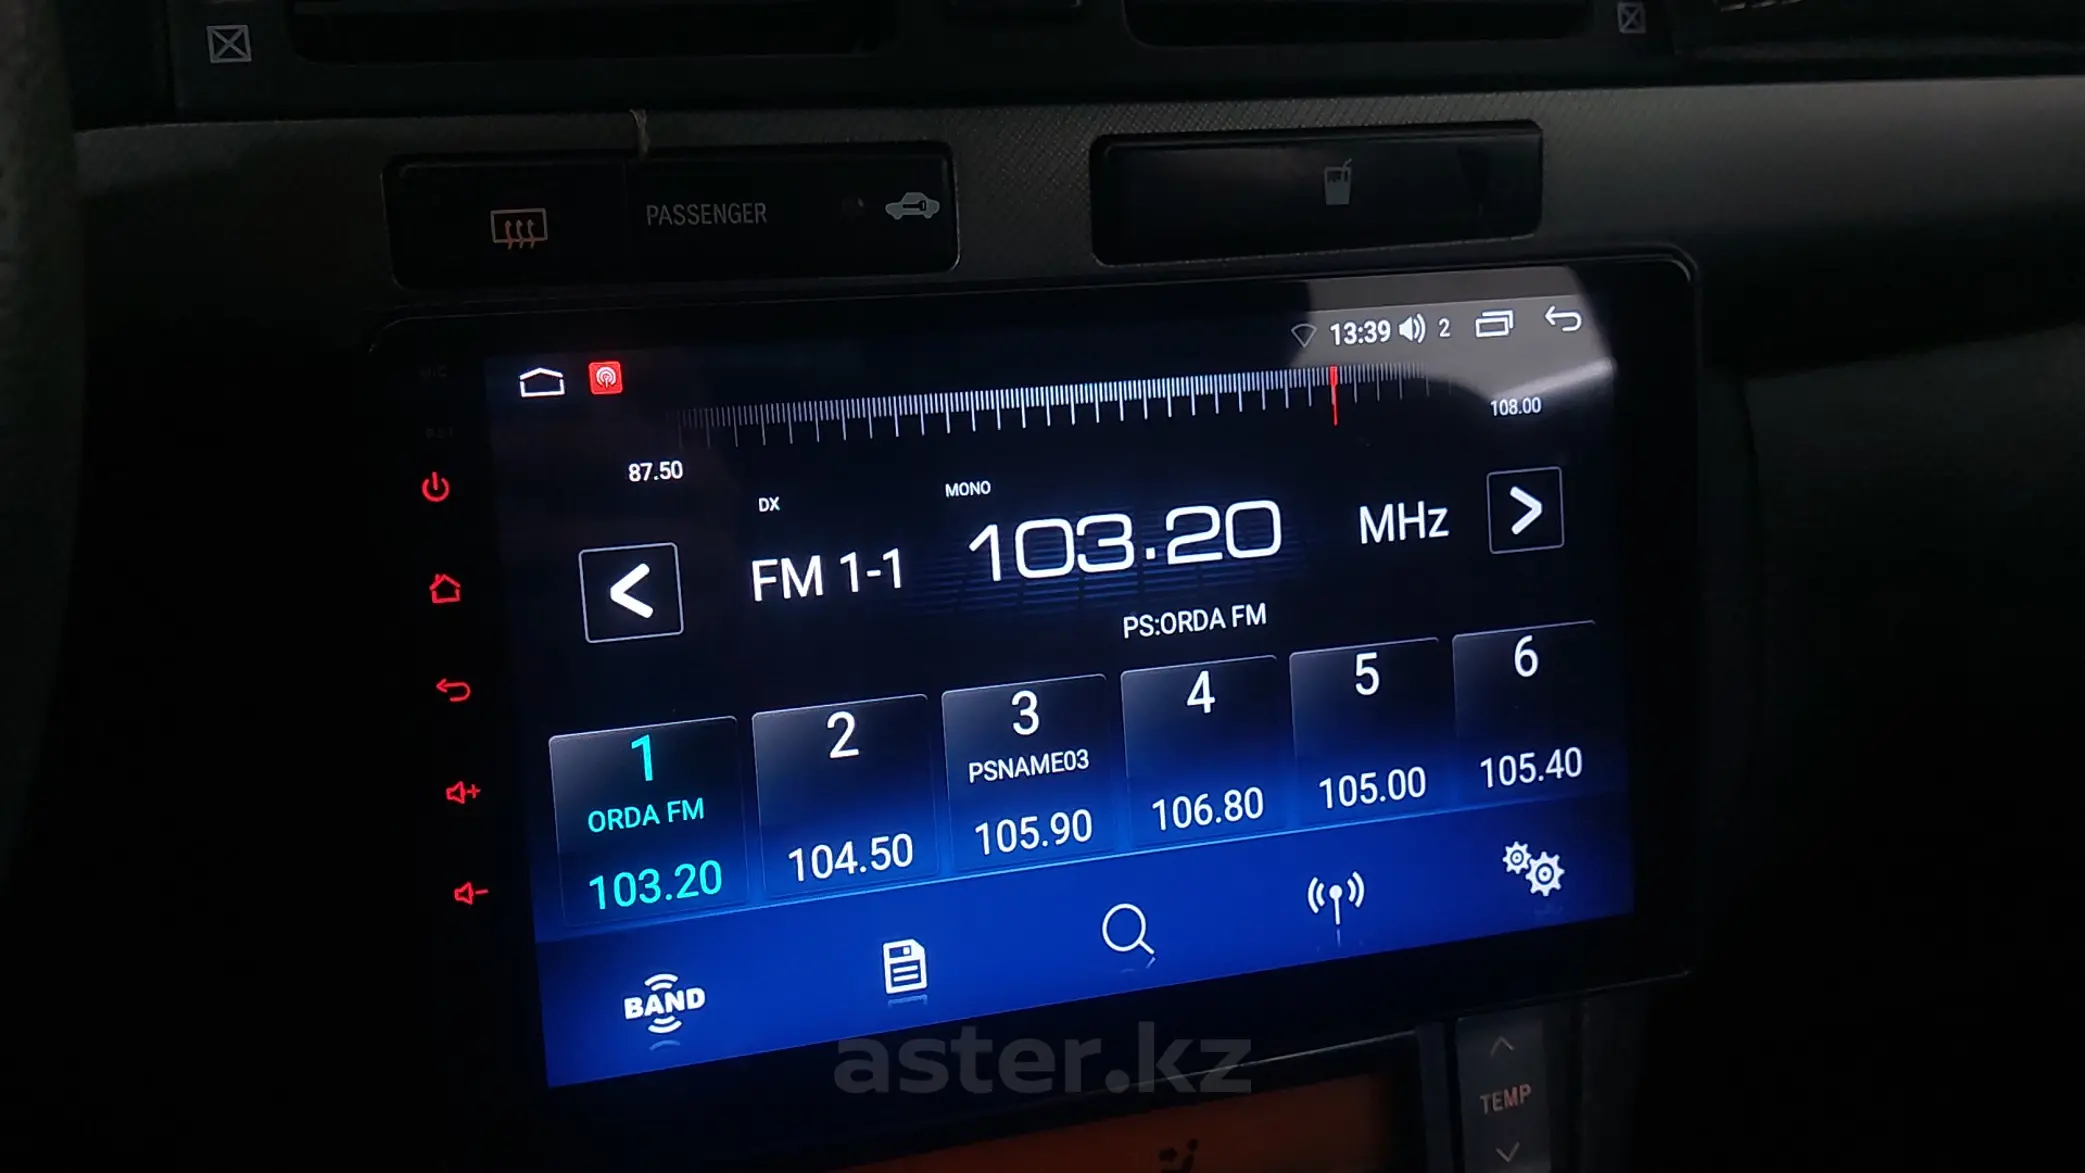 PASSENGER
13:39 2
87.50
108.00
DX
MONO
FM 1-1
103.20
MHz
PS:ORDA FM
1
ORDA FM
103.20
2
104.50
3
PSNAME03
105.90
4
106.80
5
105.00
6
105.40
BAND
aster.kz
TEMP